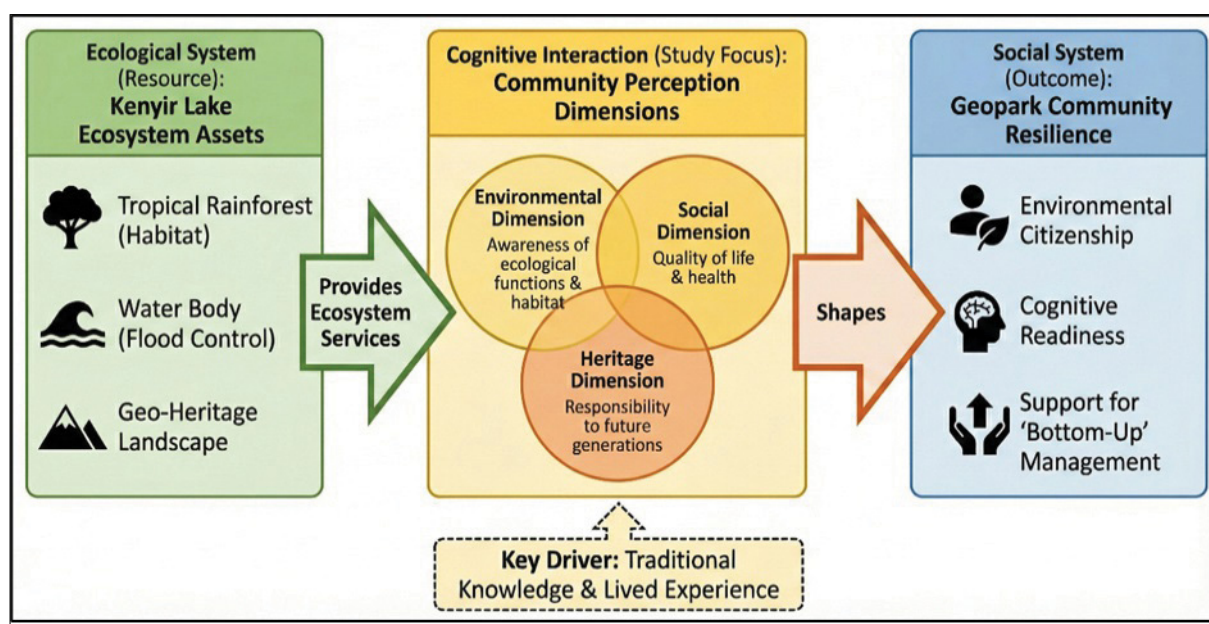 Ecological System
(Resource):
Kenyir Lake
Ecosystem Assets
Tropical Rainforest
(Habitat)
Water Body
(Flood Control)
Geo-Heritage
Landscape
Provides
Ecosystem
Services
Cognitive Interaction (Study Focus):
Community Perception
Dimensions
Environmental
Dimension
Awareness of
ecological
functions &
habitat
Social
Dimension
Quality of life
& health
Heritage
Dimension
Responsibility
to future
generations
Key Driver: Traditional
Knowledge & Lived Experience
Shapes
Social System
(Outcome):
Geopark Community
Resilience
Environmental
Citizenship
Cognitive
Readiness
Support for
‘Bottom-Up’
Management